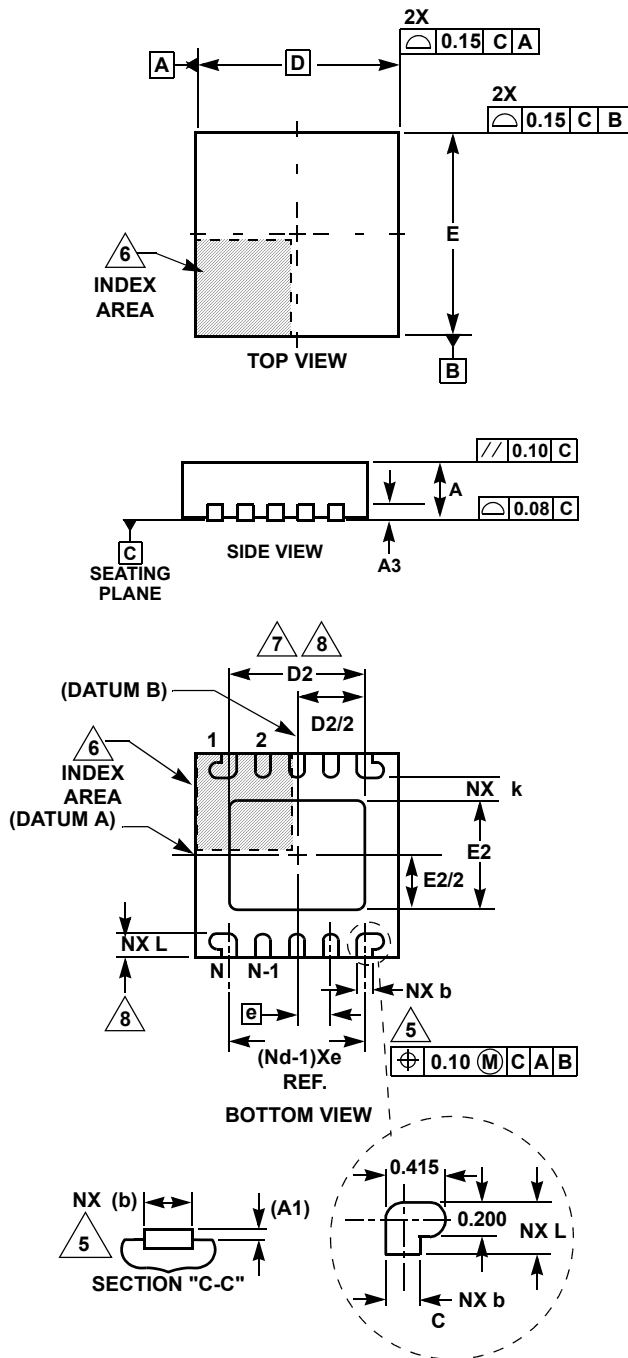 2X
0.15 C A
A
D
2X
0.15 C B
6
INDEX
AREA
E
TOP VIEW
B
// 0.10 C
A
0.08 C
C
SEATING
PLANE
SIDE VIEW
A3
7 8
D2
(DATUM B)
D2/2
6
INDEX
AREA
(DATUM A)
1 2
NX k
E2
E2/2
NX L
8
N N-1
NX b
e
5
(Nd-1)Xe
REF.
⌖ 0.10 Ⓜ C A B
BOTTOM VIEW
NX (b)
(A1)
5
SECTION "C-C"
0.415
0.200
NX L
NX b
C